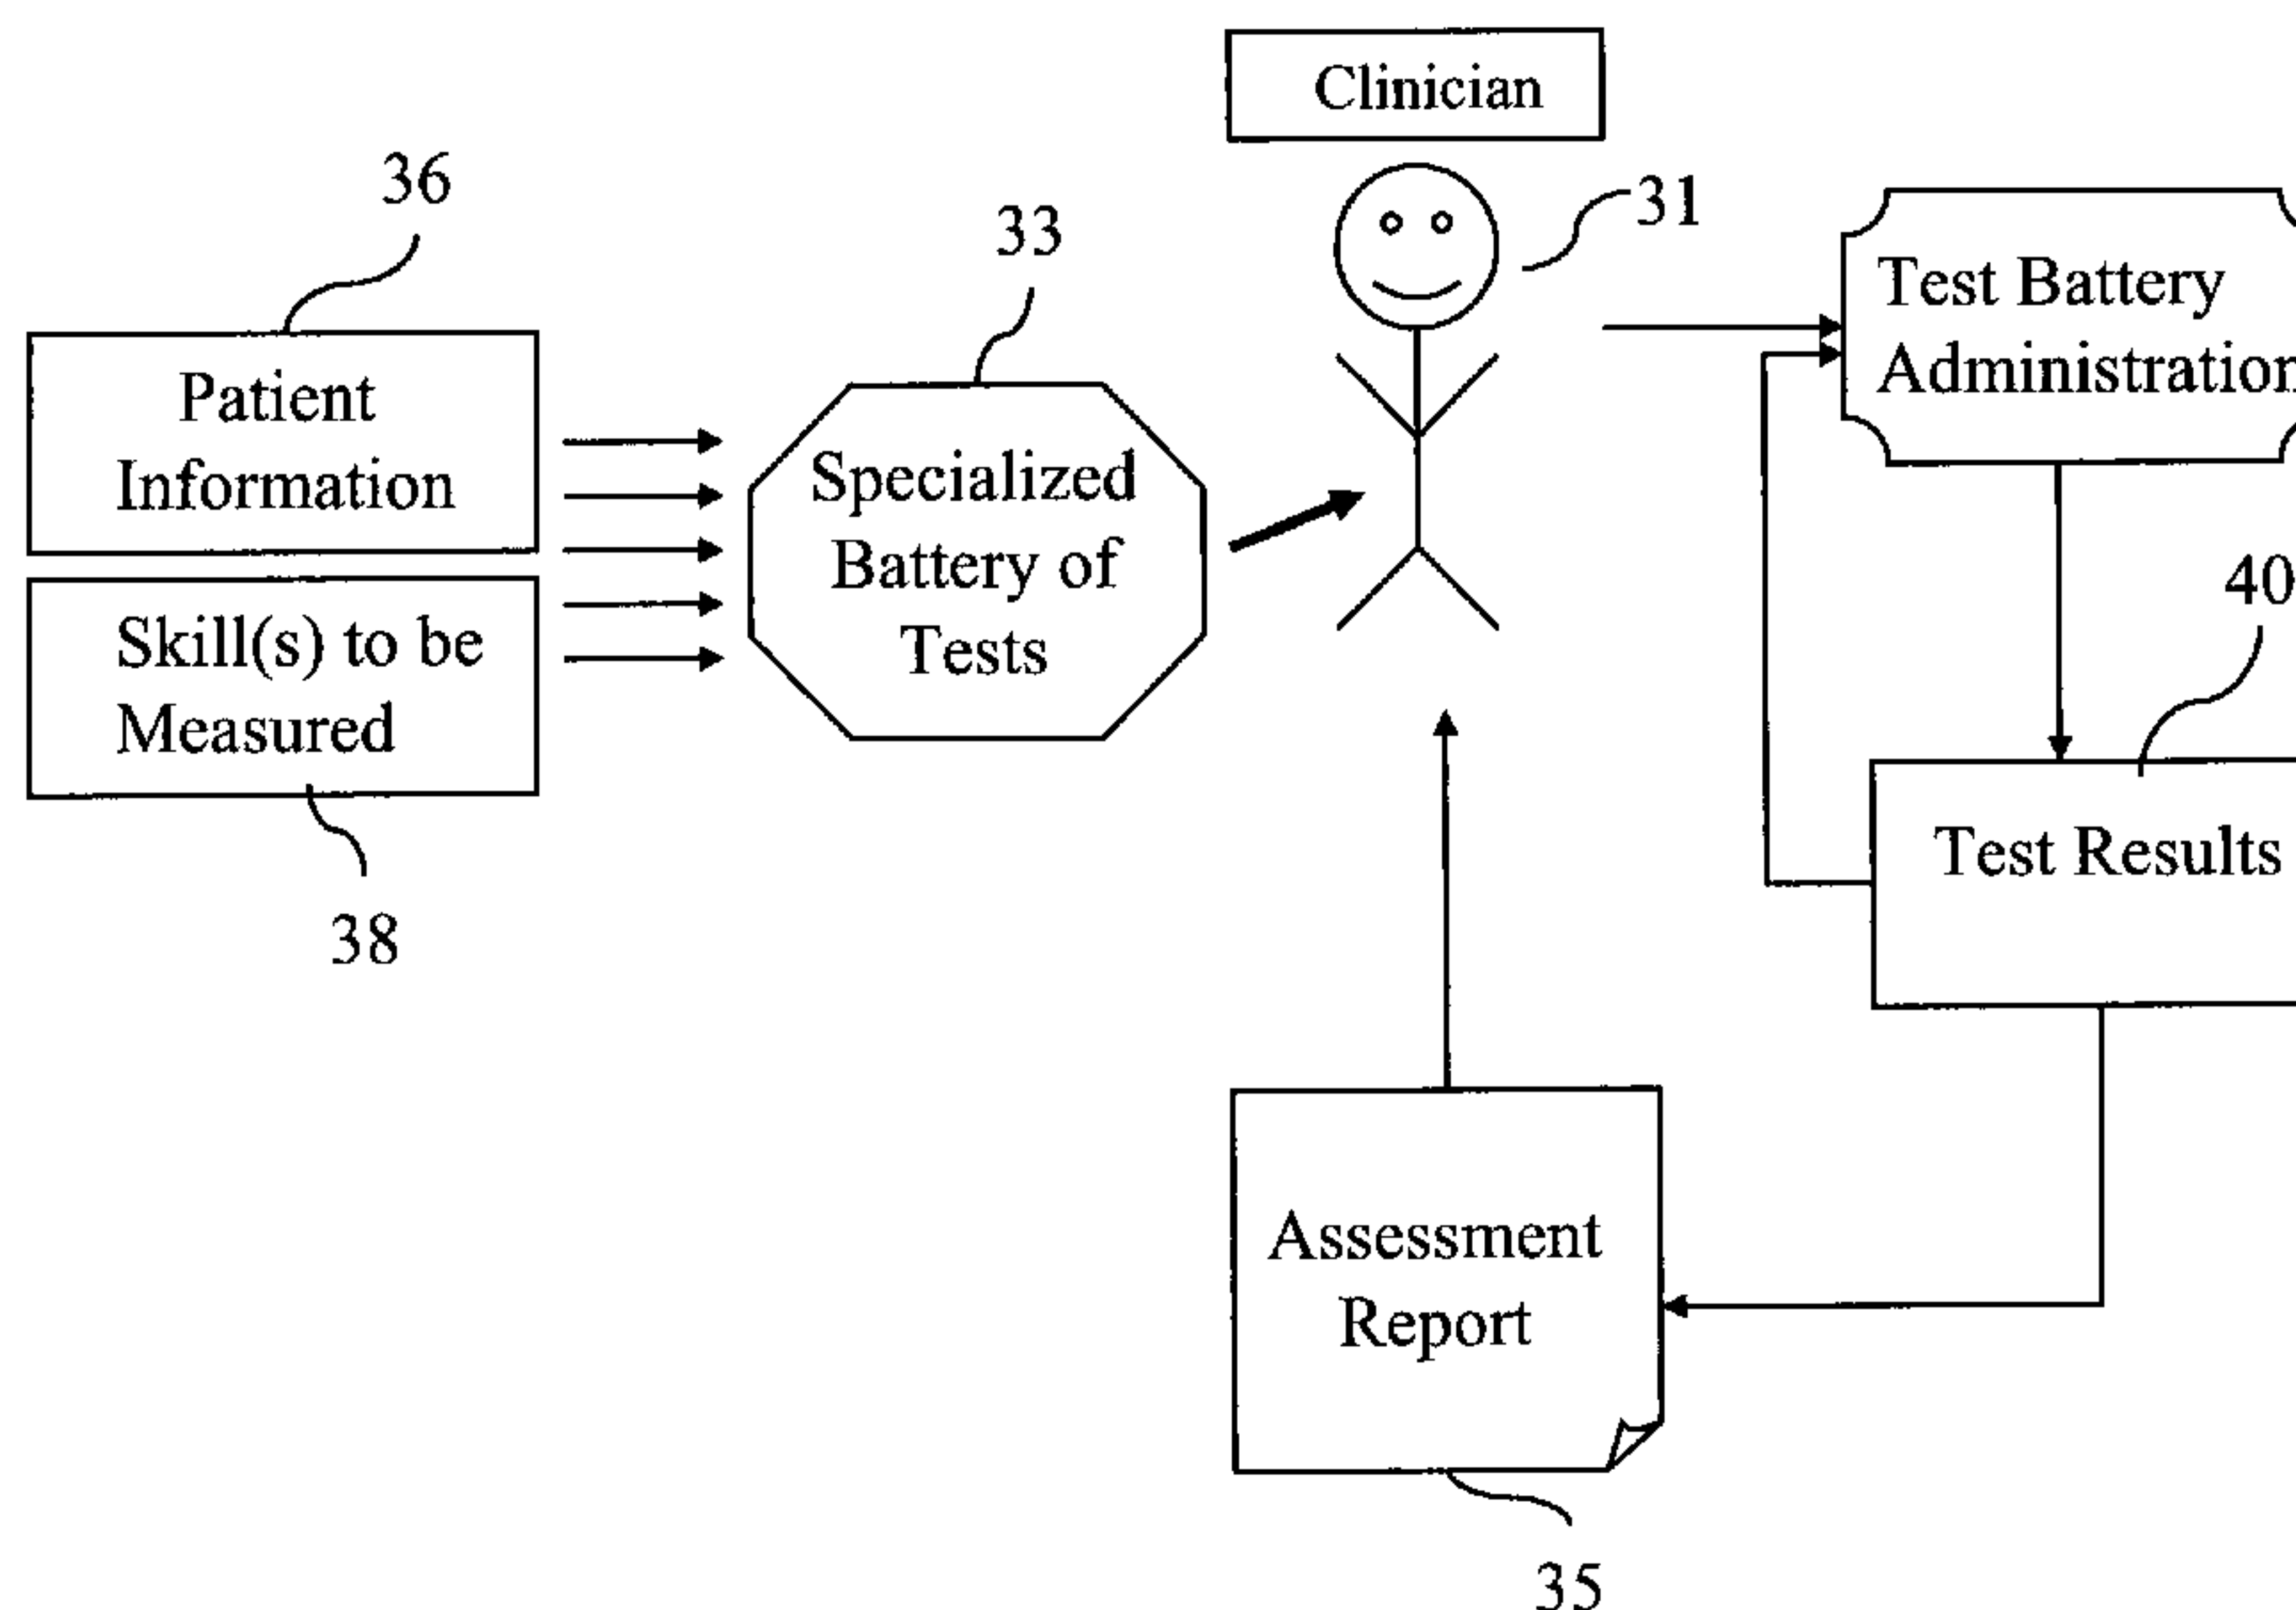 Clinician
36
33
31
Patient
Information
Specialized
Battery of
Tests
Test Battery
Administration
Skill(s) to be
Measured
38
40
Test Results
Assessment
Report
35